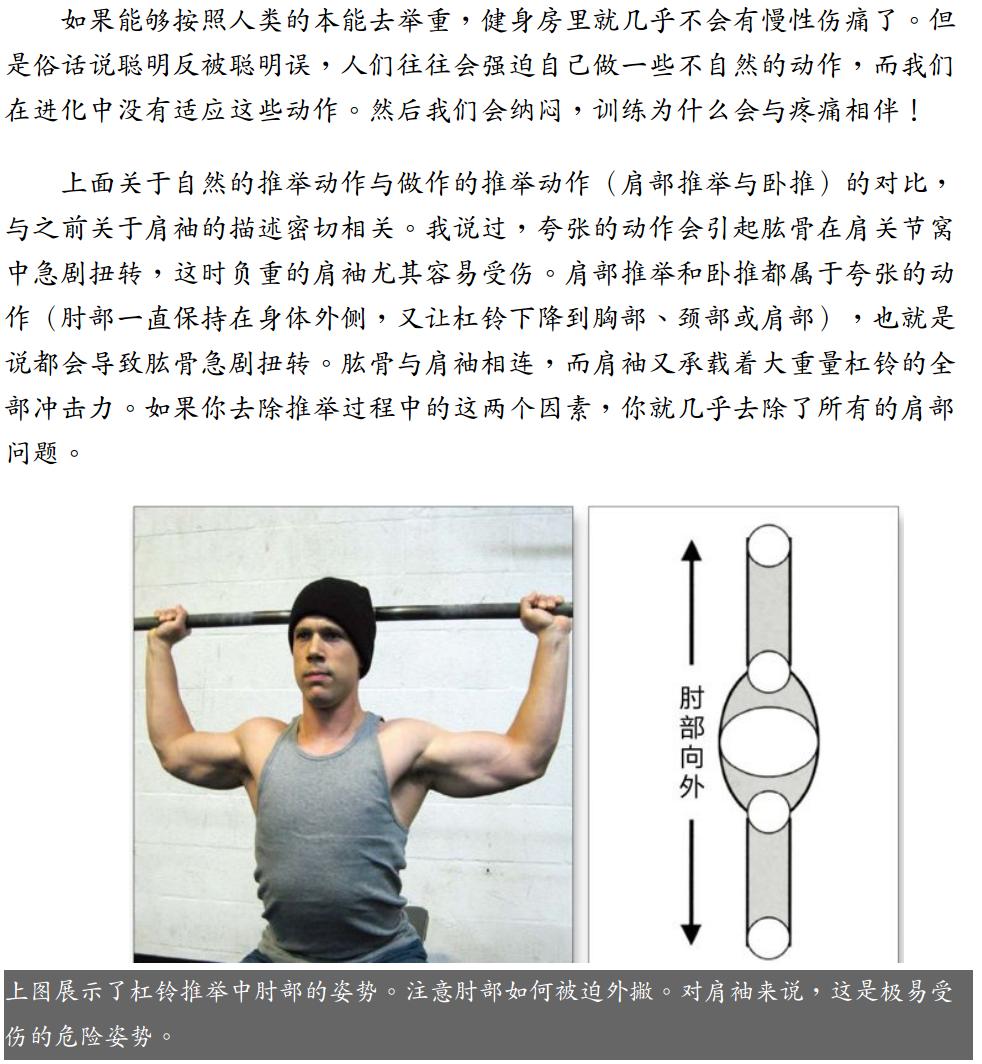 如果能够按照人类的本能去举重，健身房里就几乎不会有慢性伤痛了。但
是俗话说聪明反被聪明误，人们往往会强迫自己做一些不自然的动作，而我们
在进化中没有适应这些动作。然后我们会纳闷，训练为什么会与疼痛相伴！
上面关于自然的推举动作与做作的推举动作（肩部推举与卧推）的对比，
与之前关于肩袖的描述密切相关。我说过，夸张的动作会引起肱骨在肩关节窝
中急剧扭转，这时负重的肩袖尤其容易受伤。肩部推举和卧推都属于夸张的动
作（肘部一直保持在身体外侧，又让杠铃下降到胸部、颈部或肩部），也就是
说都会导致肱骨急剧扭转。肱骨与肩袖相连，而肩袖又承载着大重量杠铃的全
部冲击力。如果你去除推举过程中的这两个因素，你就几乎去除了所有的肩部
问题。
肘部向外
上图展示了杠铃推举中肘部的姿势。注意肘部如何被迫外撇。对肩袖来说，这是极易受
伤的危险姿势。